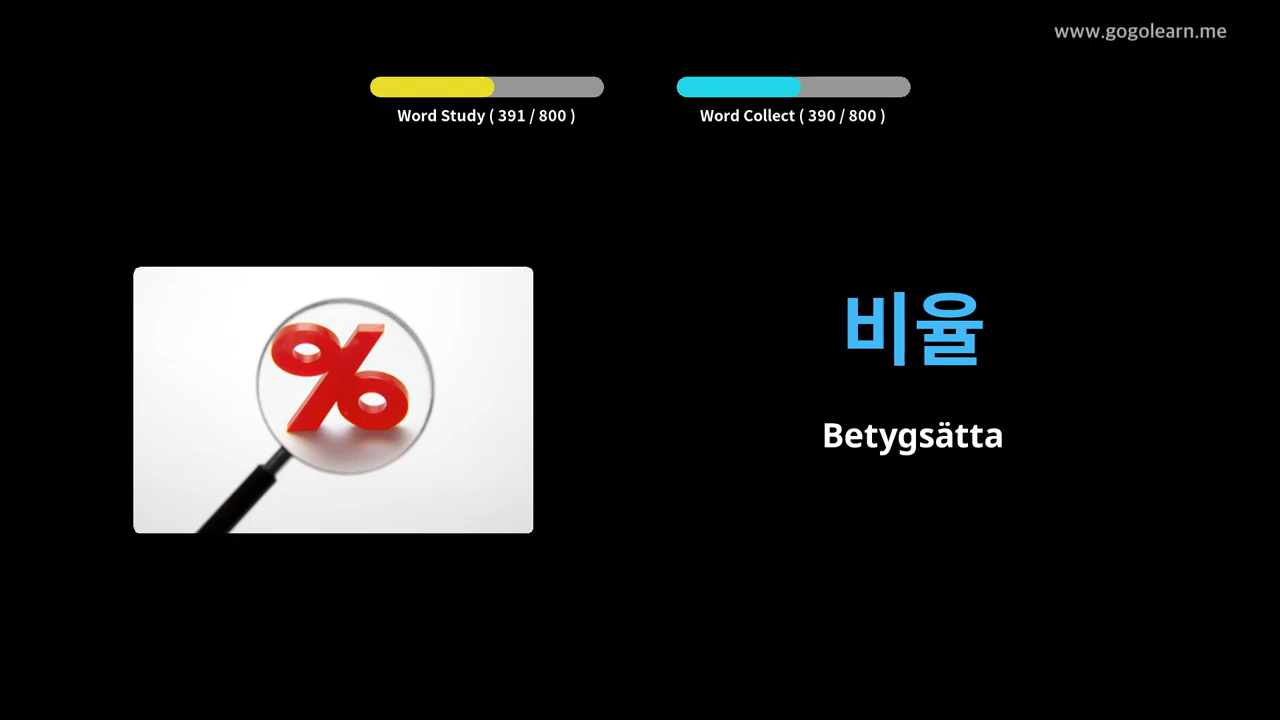 www.gogolearn.me
Word Study ( 391 / 800 )
Word Collect ( 390 / 800 )
%
비율
Betygsätta